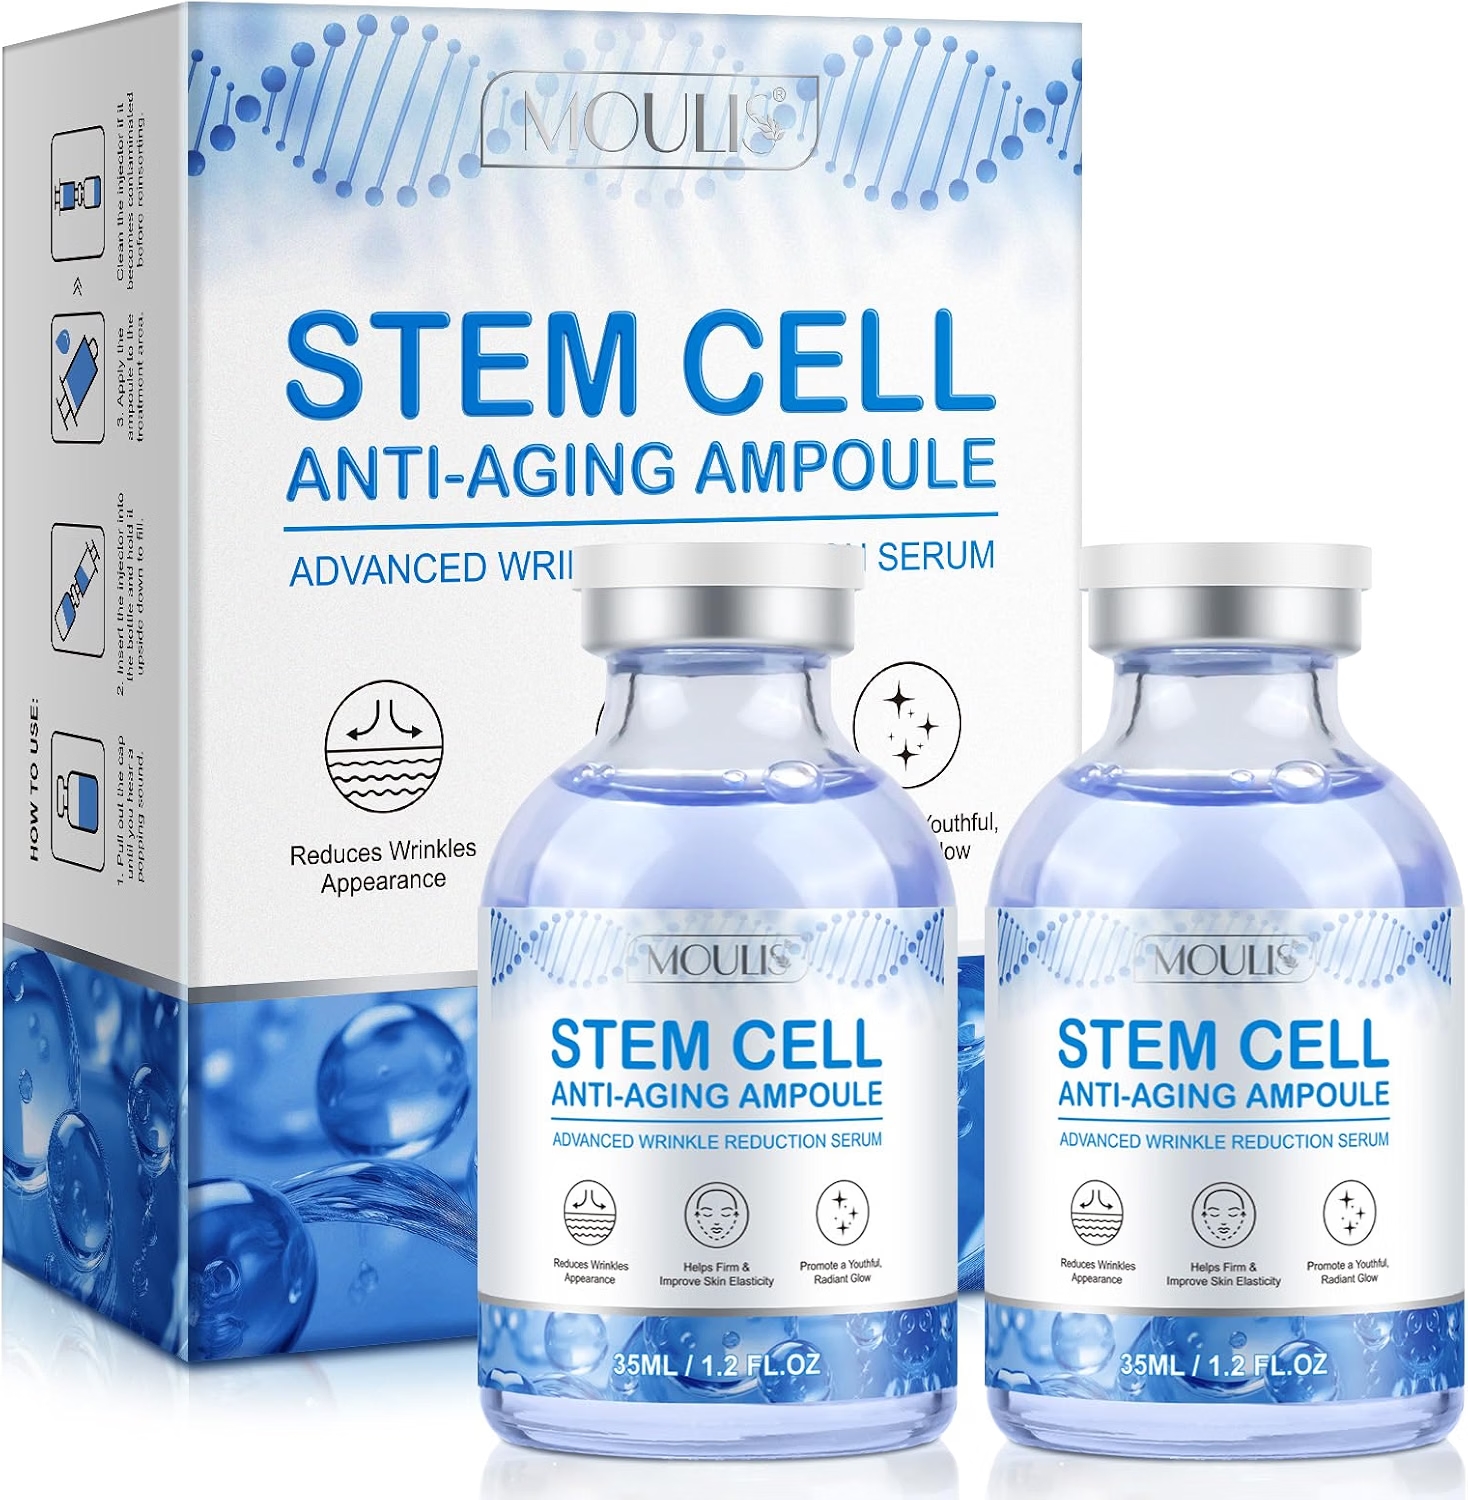 MOULIS®
STEM CELL
ANTI-AGING AMPOULE
ADVANCED WRI
SERUM
Reduces Wrinkles
Appearance
Youthful,
HOW TO USE:
1. Pull out the cap
until you hear a
popping sound.
2. Insert the injector into
the bottle and hold it
upside down to fill.
3. Apply the
ampoule to the
treatment area.
Clean the injector if it
becomes contaminated
before reinserting.
MOULIS
STEM CELL
ANTI-AGING AMPOULE
ADVANCED WRINKLE REDUCTION SERUM
Reduces Wrinkles
Appearance
Helps Firm &
Improve Skin Elasticity
Promote a Youthful,
Radiant Glow
35ML / 1.2 FL.OZ
MOULIS
STEM CELL
ANTI-AGING AMPOULE
ADVANCED WRINKLE REDUCTION SERUM
Reduces Wrinkles
Appearance
Helps Firm &
Improve Skin Elasticity
Promote a Youthful,
Radiant Glow
35ML / 1.2 FL.OZ